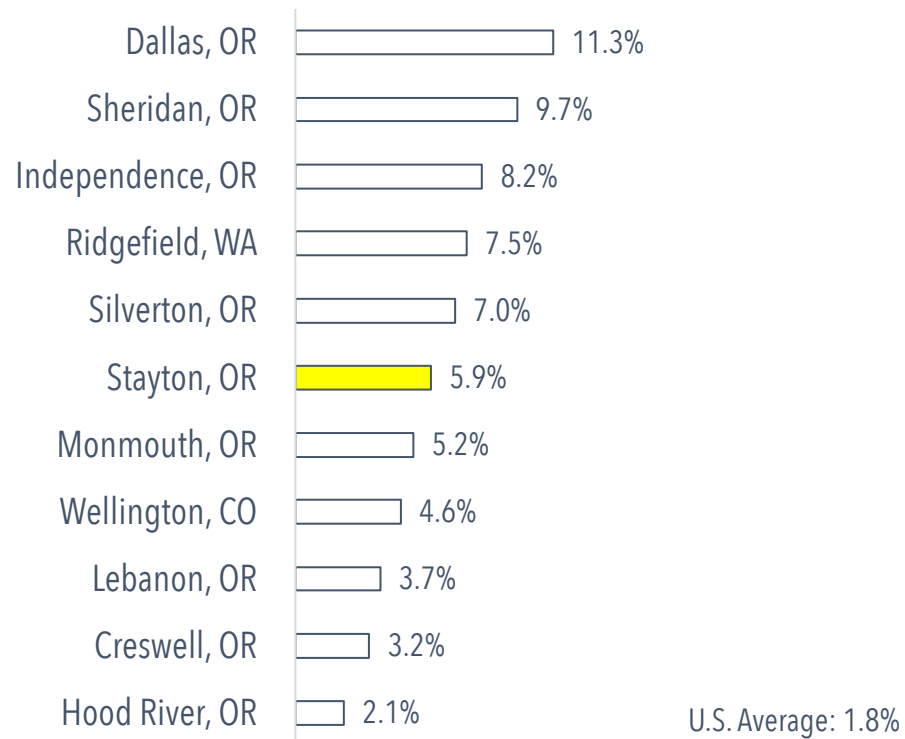 Dallas, OR 11.3%
Sheridan, OR 9.7%
Independence, OR 8.2%
Ridgefield, WA 7.5%
Silverton, OR 7.0%
Stayton, OR 5.9%
Monmouth, OR 5.2%
Wellington, CO 4.6%
Lebanon, OR 3.7%
Creswell, OR 3.2%
Hood River, OR 2.1%
U.S. Average: 1.8%